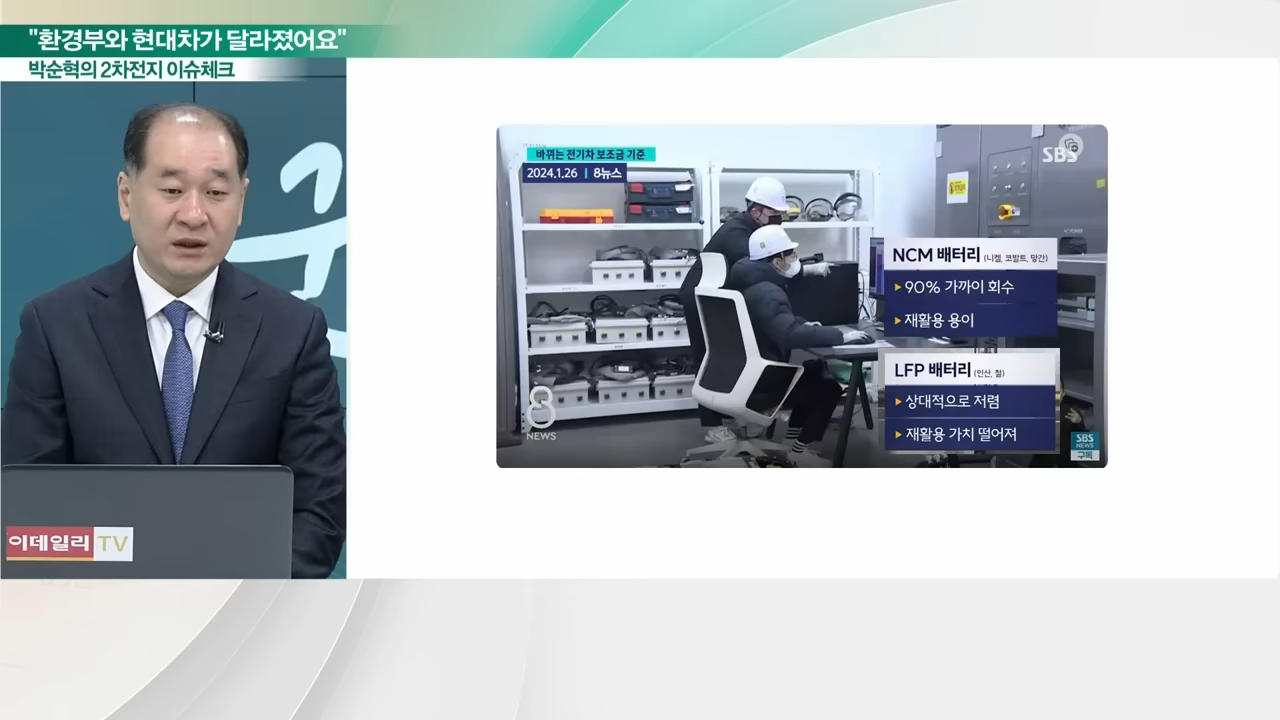 "환경부와 현대차가 달라졌어요"
박순혁의 2차전지 이슈체크
바뀌는 전기차 보조금 기준
2024.1.26 | 8뉴스
SBS
NCM 배터리 (니켈, 코발트, 망간)
▶90% 가까이 회수
▶재활용 용이
LFP 배터리 (인산, 철)
▶상대적으로 저렴
▶재활용 가치 떨어져
8
NEWS
SBS
NEWS
구독
이데일리 TV